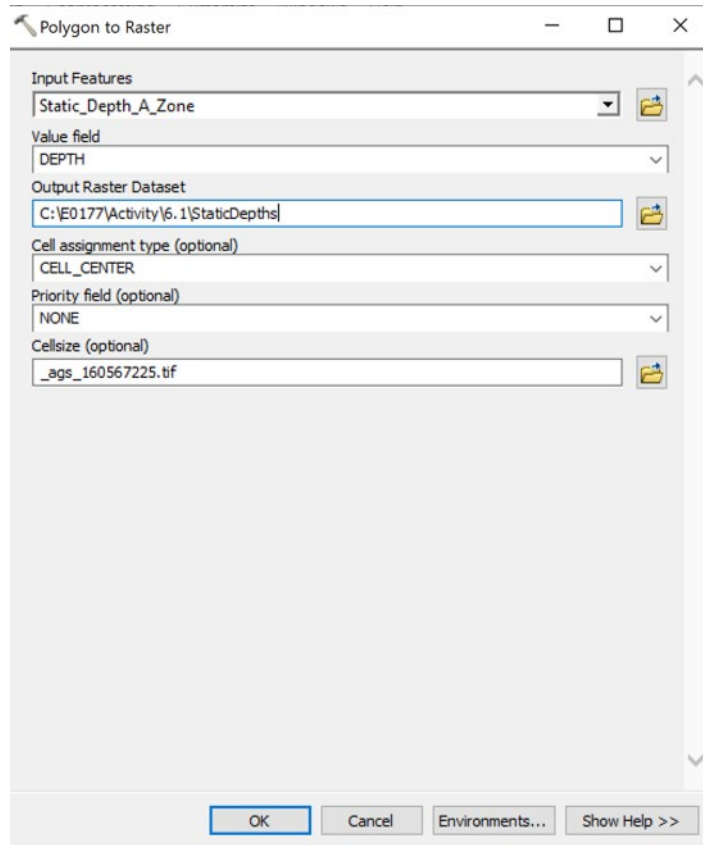 Polygon to Raster
Input Features
Static_Depth_A_Zone
Value field
DEPTH
Output Raster Dataset
C:\E0177\Activity\6.1\StaticDepths
Cell assignment type (optional)
CELL_CENTER
Priority field (optional)
NONE
Cellsize (optional)
_ags_160567225.tif
OK Cancel Environments... Show Help >>